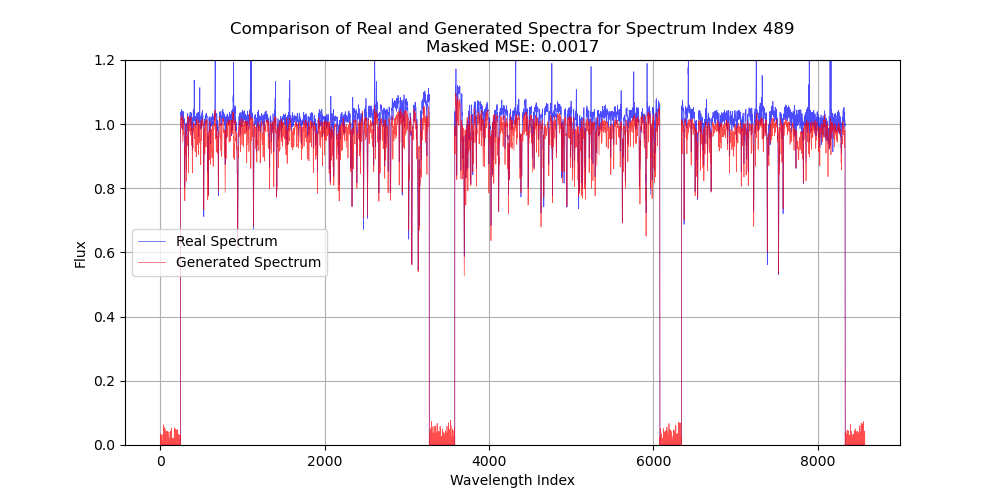 Comparison of Real and Generated Spectra for Spectrum Index 489
Masked MSE: 0.0017
1.2
1.0
0.8
0.6
0.4
0.2
0.0
Flux
Real Spectrum
Generated Spectrum
0 2000 4000 6000 8000
Wavelength Index